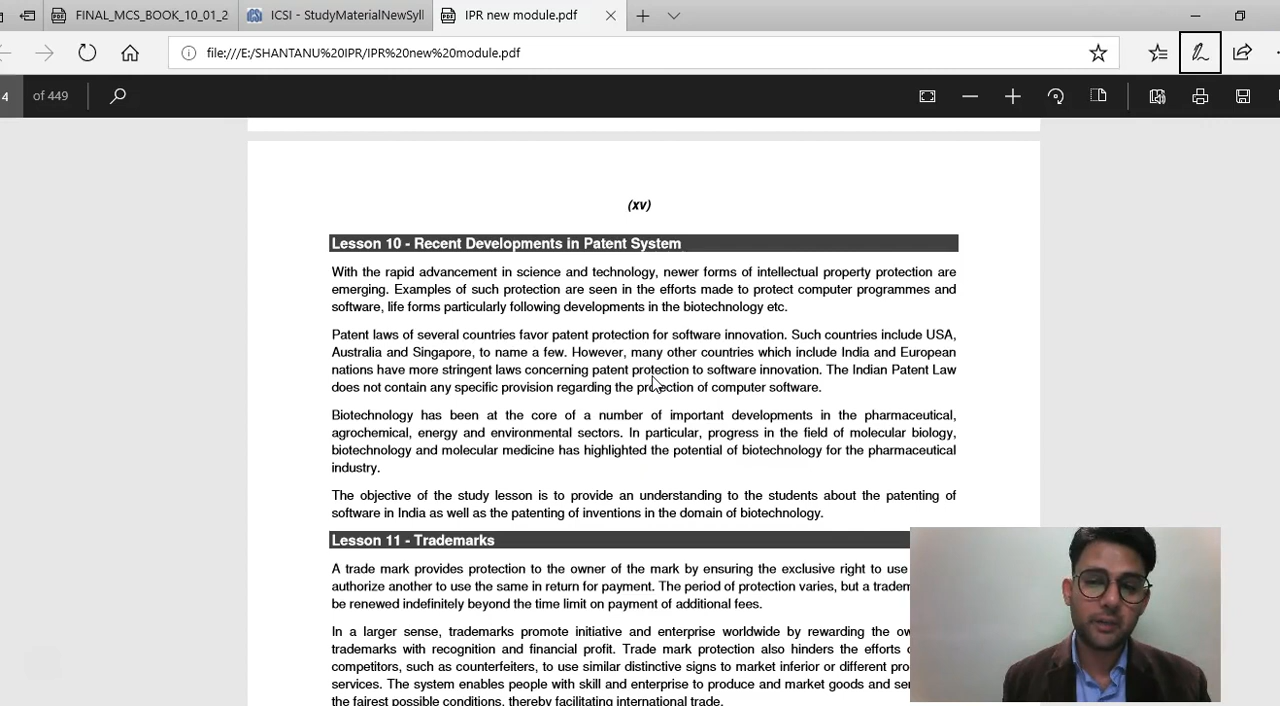 FINAL_MCS_BOOK_10_01_2
ICSI - StudyMaterialNewSyll
IPR new module.pdf
file:///E:/SHANTANU%20IPR/IPR%20new%20module.pdf
4 of 449
(xv)
Lesson 10 - Recent Developments in Patent System
With the rapid advancement in science and technology, newer forms of intellectual property protection are
emerging. Examples of such protection are seen in the efforts made to protect computer programmes and
software, life forms particularly following developments in the biotechnology etc.
Patent laws of several countries favor patent protection for software innovation. Such countries include USA,
Australia and Singapore, to name a few. However, many other countries which include India and European
nations have more stringent laws concerning patent protection to software innovation. The Indian Patent Law
does not contain any specific provision regarding the protection of computer software.
Biotechnology has been at the core of a number of important developments in the pharmaceutical,
agrochemical, energy and environmental sectors. In particular, progress in the field of molecular biology,
biotechnology and molecular medicine has highlighted the potential of biotechnology for the pharmaceutical
industry.
The objective of the study lesson is to provide an understanding to the students about the patenting of
software in India as well as the patenting of inventions in the domain of biotechnology.
Lesson 11 - Trademarks
A trade mark provides protection to the owner of the mark by ensuring the exclusive right to use
authorize another to use the same in return for payment. The period of protection varies, but a tradem
be renewed indefinitely beyond the time limit on payment of additional fees.
In a larger sense, trademarks promote initiative and enterprise worldwide by rewarding the ow
trademarks with recognition and financial profit. Trade mark protection also hinders the efforts
competitors, such as counterfeiters, to use similar distinctive signs to market inferior or different pro
services. The system enables people with skill and enterprise to produce and market goods and ser
the fairest possible conditions, thereby facilitating international trade.